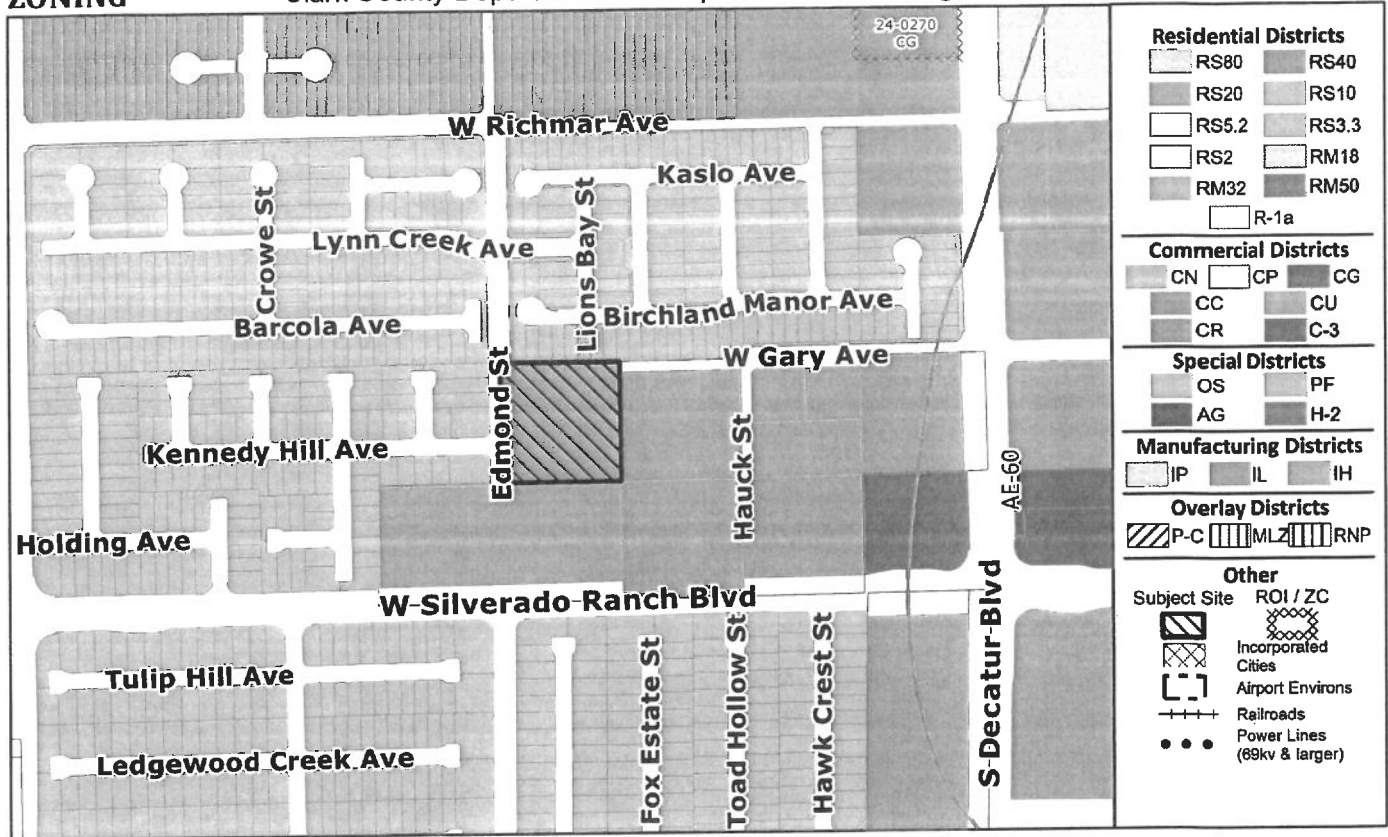 ZONING
24-0270
CG
W Richmar Ave
Kaslo Ave
Crowe St
Lynn Creek Ave
Lions Bay St
Birchland Manor Ave
Barcola Ave
W Gary Ave
Edmond St
Kennedy Hill Ave
Hauck St
AE-60
Holding Ave
W Silverado Ranch Blvd
S Decatur Blvd
Tulip Hill Ave
Fox Estate St
Toad Hollow St
Hawk Crest St
Ledgewood Creek Ave
Residential Districts
RS80 RS40
RS20 RS10
RS5.2 RS3.3
RS2 RM18
RM32 RM50
R-1a
Commercial Districts
CN CP CG
CC CU
CR C-3
Special Districts
OS PF
AG H-2
Manufacturing Districts
IP IL IH
Overlay Districts
P-C MLZ RNP
Other
Subject Site ROI / ZC
Incorporated
Cities
Airport Environs
Railroads
Power Lines
(69kv & larger)